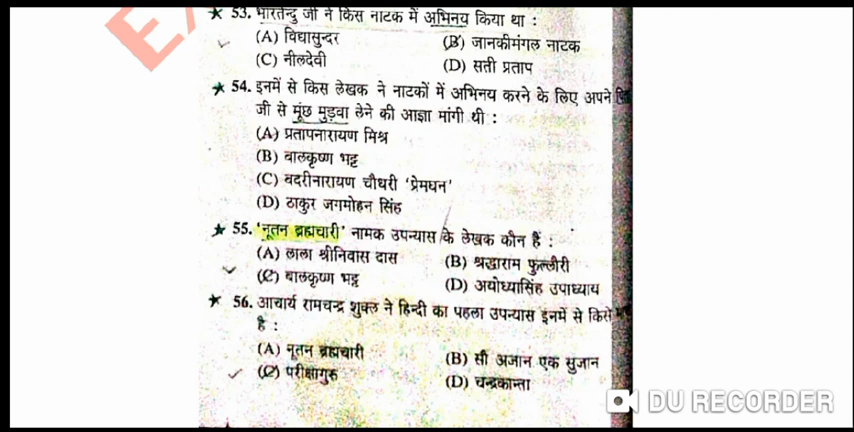 ★ 53. भारतेन्दु जी ने किस नाटक में अभिनय किया था :
(A) विद्यासुन्दर (B) जानकीमंगल नाटक
(C) नीलदेवी (D) सती प्रताप
★ 54. इनमें से किस लेखक ने नाटकों में अभिनय करने के लिए अपने
जी से मूंछ मुड़वा लेने की आज्ञा मांगी थी :
(A) प्रतापनारायण मिश्र
(B) बालकृष्ण भट्ट
(C) बदरीनारायण चौधरी ‘प्रेमघन’
(D) ठाकुर जगमोहन सिंह
★ 55. ‘नूतन ब्रह्मचारी’ नामक उपन्यास के लेखक कौन हैं :
(A) लाला श्रीनिवास दास (B) श्रद्धाराम फुल्लौरी
(C) बालकृष्ण भट्ट (D) अयोध्यासिंह उपाध्याय
★ 56. आचार्य रामचन्द्र शुक्ल ने हिन्दी का पहला उपन्यास इनमें से किसे
है :
(A) नूतन ब्रह्मचारी (B) सौ अजान एक सुजान
(C) परीक्षागुरु (D) चन्द्रकान्ता
DU RECORDER